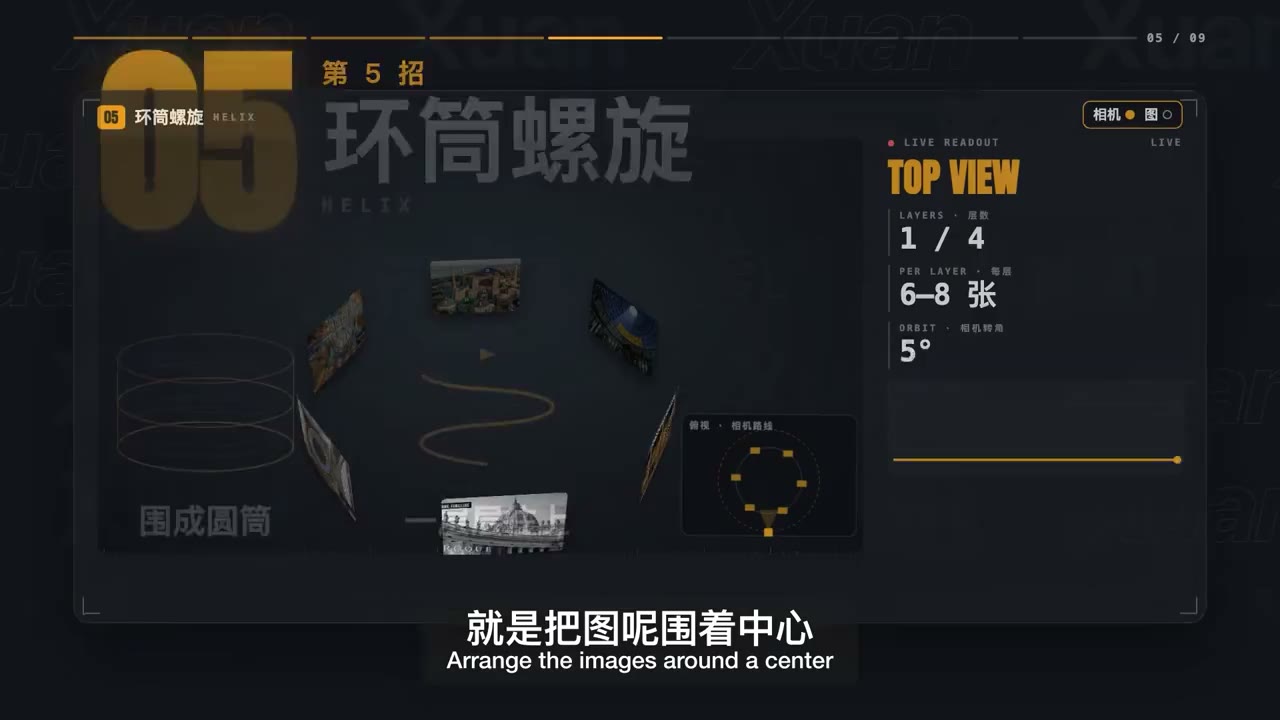 05 / 09
05
第 5 招
环筒螺旋
HELIX
05 环筒螺旋 HELIX
相机 图
LIVE READOUT
LIVE
TOP VIEW
LAYERS · 层数
1 / 4
PER LAYER · 每层
6—8 张
ORBIT · 相机转角
5°
俯视 · 相机路线
围成圆筒
就是把图呢围着中心
Arrange the images around a center